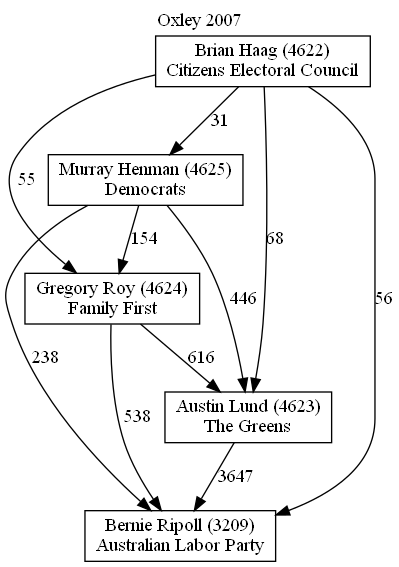 Oxley 2007
Brian Haag (4622)
Citizens Electoral Council
31
Murray Henman (4625)
Democrats
55
154
68
Gregory Roy (4624)
Family First
446
56
238
616
538
Austin Lund (4623)
The Greens
3647
Bernie Ripoll (3209)
Australian Labor Party